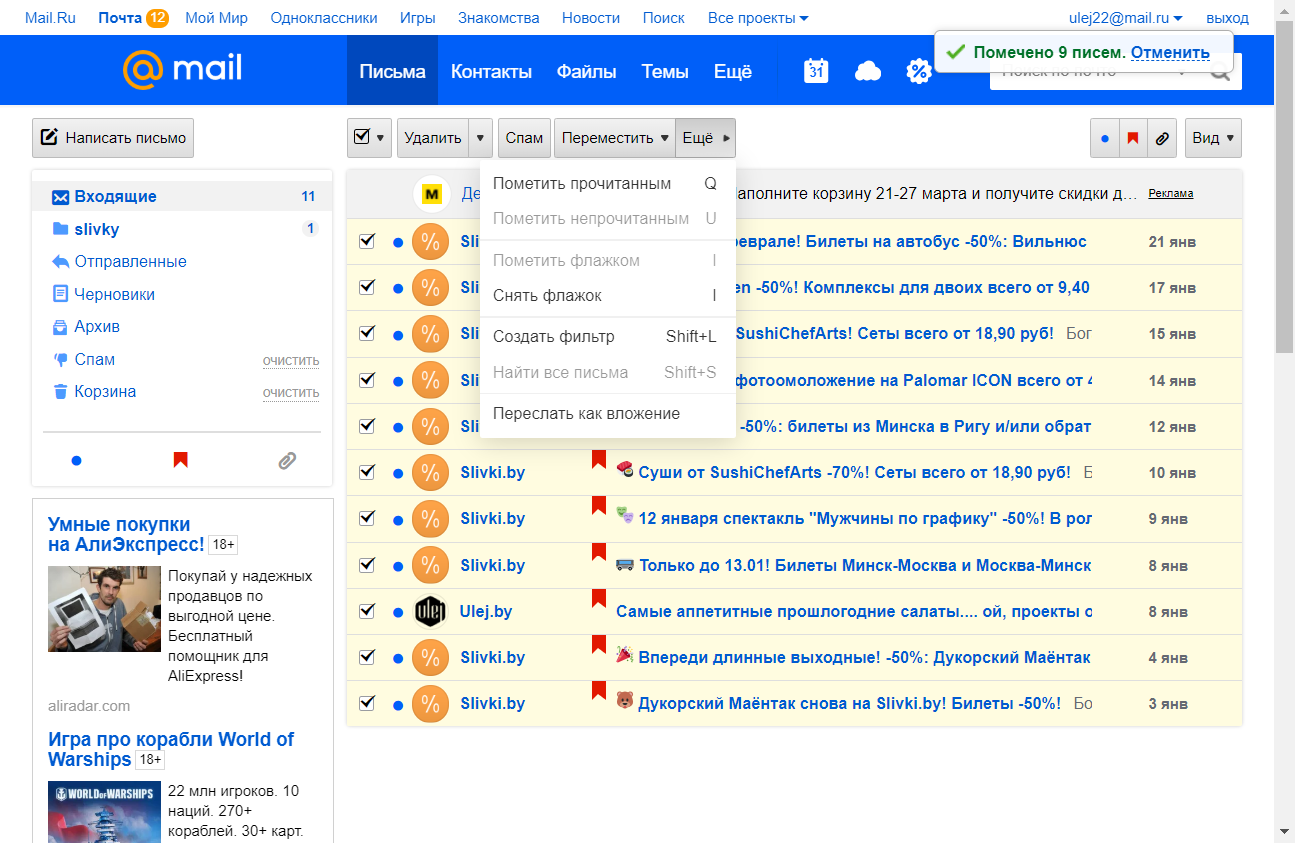 Mail.Ru Почта 12 Мой Мир Одноклассники Игры Знакомства Новости Поиск Все проекты ulej22@mail.ru выход
Помечено 9 писем. Отменить
@mail Письма Контакты Файлы Темы Ещё 31 %
Написать письмо Удалить Спам Переместить Ещё Вид
Входящие 11
slivky 1
Отправленные
Черновики
Архив
Спам очистить
Корзина очистить
Умные покупки
на АлиЭкспресс! 18+
Покупай у надежных
продавцов по
выгодной цене.
Бесплатный
помощник для
AliExpress!
aliradar.com
Игра про корабли World of
Warships 18+
WORLD OF WARSHIPS
22 млн игроков. 10
наций. 270+
кораблей. 30+ карт.
Пометить прочитанным Q
Пометить непрочитанным U
Пометить флажком I
Снять флажок I
Создать фильтр Shift+L
Найти все письма Shift+S
Переслать как вложение
М Де Наполните корзину 21-27 марта и получите скидки д… Реклама
% Sli еврале! Билеты на автобус -50%: Вильнюс 21 янв
% Sli en -50%! Комплексы для двоих всего от 9,40 17 янв
% Sli SushiChefArts! Сеты всего от 18,90 руб! Бог 15 янв
% Sli фотоомоложение на Palomar ICON всего от 4 14 янв
% Sli -50%: билеты из Минска в Ригу и/или обрат 12 янв
% Slivki.by Суши от SushiChefArts -70%! Сеты всего от 18,90 руб! Б 10 янв
% Slivki.by 12 января спектакль "Мужчины по графику" -50%! В рол 9 янв
% Slivki.by Только до 13.01! Билеты Минск-Москва и Москва-Минск 8 янв
ulej Ulej.by Самые аппетитные прошлогодние салаты.... ой, проекты о 8 янв
% Slivki.by Впереди длинные выходные! -50%: Дукорский Маёнтак 4 янв
% Slivki.by Дукорский Маёнтак снова на Slivki.by! Билеты -50%! Бо 3 янв